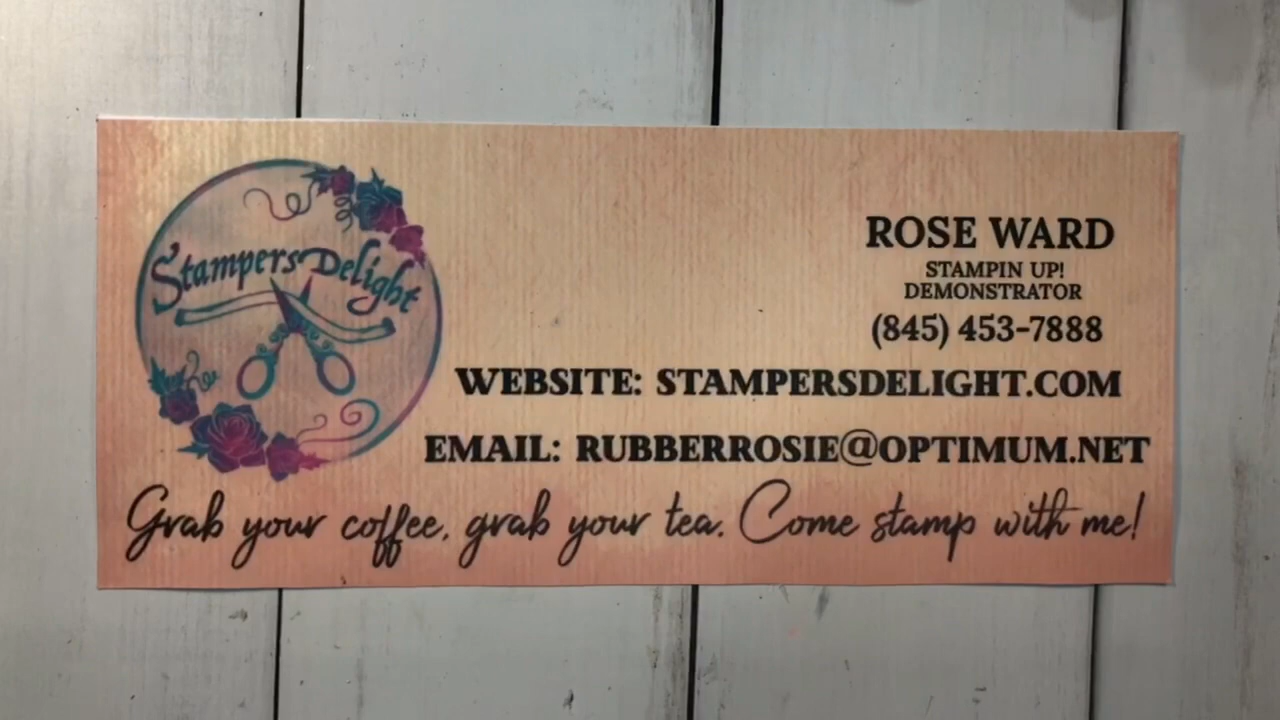 Stampers Delight
ROSE WARD
STAMPIN UP!
DEMONSTRATOR
(845) 453-7888
WEBSITE: STAMPERSDELIGHT.COM
EMAIL: RUBBERROSIE@OPTIMUM.NET
Grab your coffee, grab your tea. Come stamp with me!